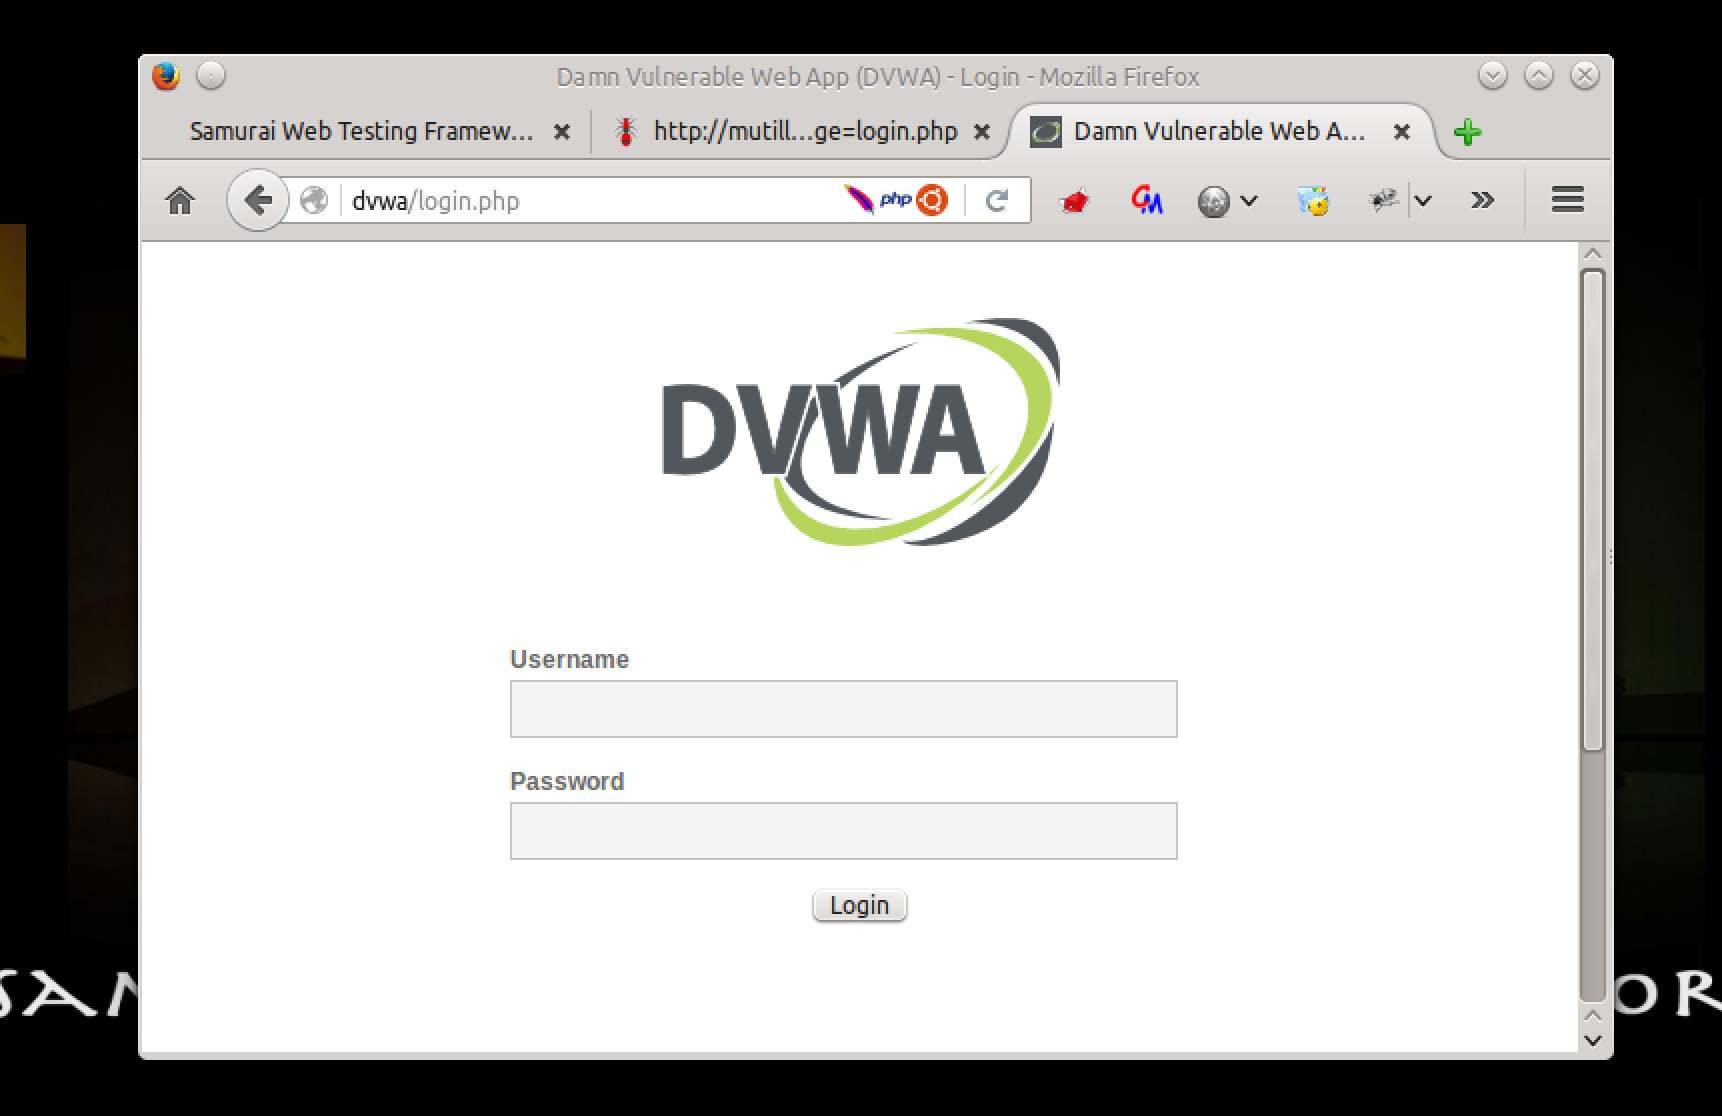 Damn Vulnerable Web App (DVWA) - Login - Mozilla Firefox
Samurai Web Testing Framew...
http://mutill...ge=login.php
Damn Vulnerable Web A...
dvwa/login.php
php
DVWA
Username
Password
Login
SAM
OR